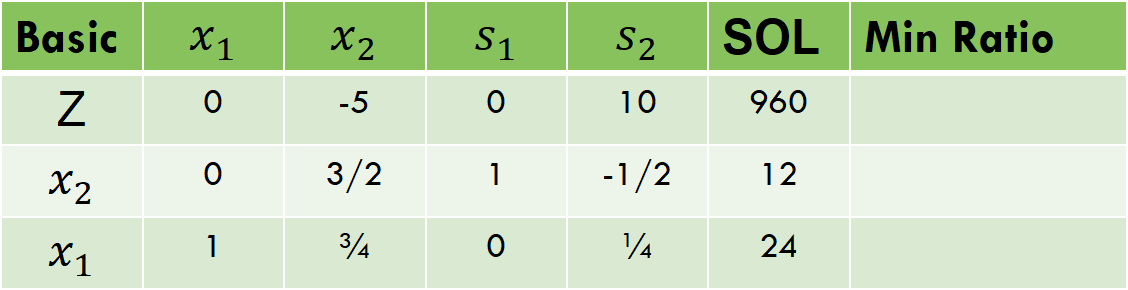 Basic x₁ x₂ s₁ s₂ SOL Min Ratio
Z 0 -5 0 10 960
x₂ 0 3/2 1 -1/2 12
x₁ 1 ¾ 0 ¼ 24